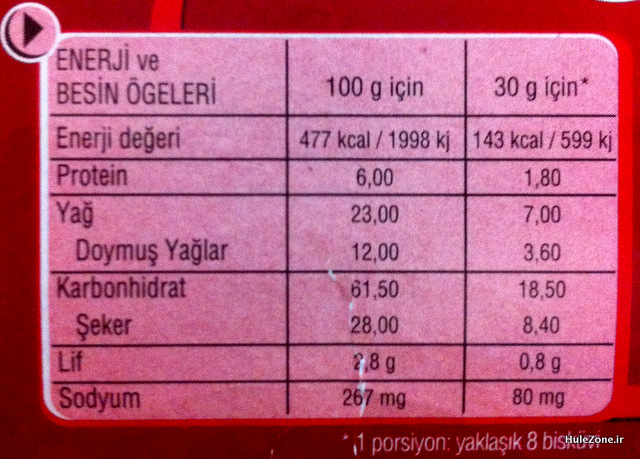 ENERJİ ve
BESİN ÖGELERİ 100 g için 30 g için*
Enerji değeri 477 kcal / 1998 kj 143 kcal / 599 kj
Protein 6,00 1,80
Yağ 23,00 7,00
Doymuş Yağlar 12,00 3,60
Karbonhidrat 61,50 18,50
Şeker 28,00 8,40
Lif 2,8 g 0,8 g
Sodyum 267 mg 80 mg
*1 porsiyon: yaklaşık 8 bisküvi
HuleZone.ir